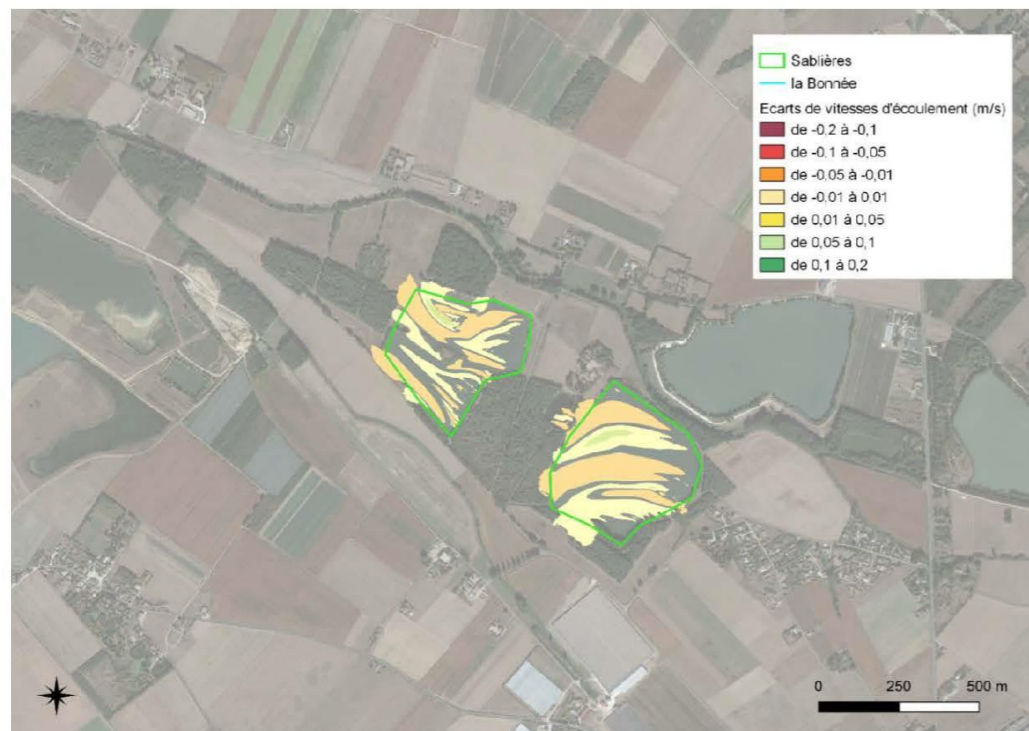 Sablières
la Bonnée
Ecarts de vitesses d'écoulement (m/s)
de -0,2 à -0,1
de -0,1 à -0,05
de -0,05 à -0,01
de -0,01 à 0,01
de 0,01 à 0,05
de 0,05 à 0,1
de 0,1 à 0,2
0 250 500 m